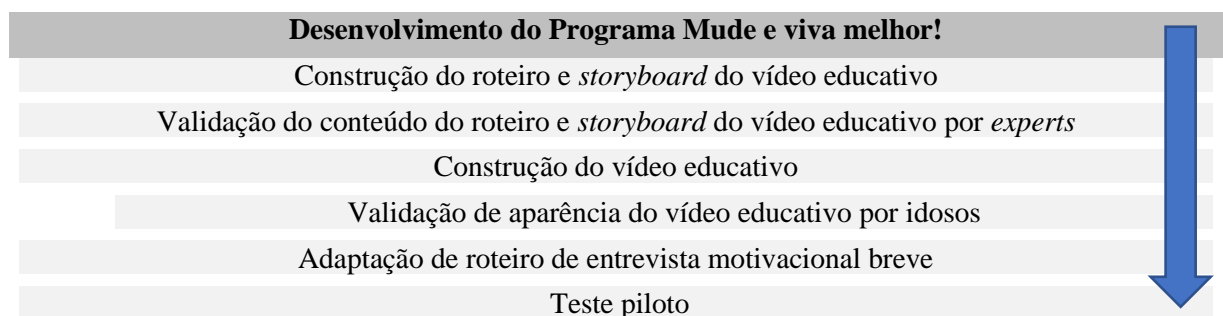 Desenvolvimento do Programa Mude e viva melhor!
Construção do roteiro e storyboard do vídeo educativo
Validação do conteúdo do roteiro e storyboard do vídeo educativo por experts
Construção do vídeo educativo
Validação de aparência do vídeo educativo por idosos
Adaptação de roteiro de entrevista motivacional breve
Teste piloto